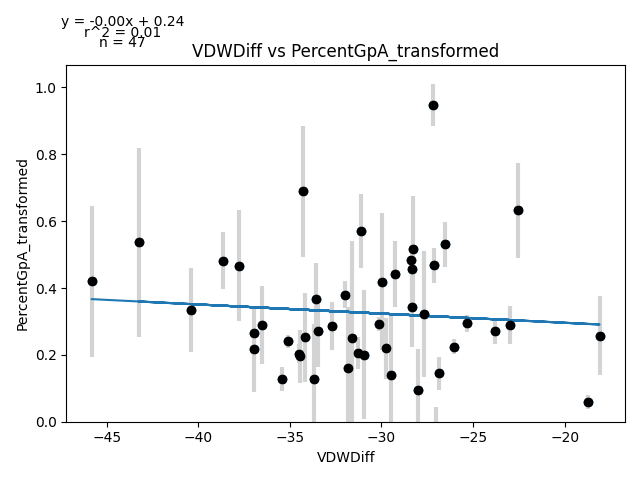 y = -0.00x + 0.24
r^2 = 0.01
n = 47
VDWDiff vs PercentGpA_transformed
PercentGpA_transformed
1.0
0.8
0.6
0.4
0.2
0.0
−45
−40
−35
−30
−25
−20
VDWDiff